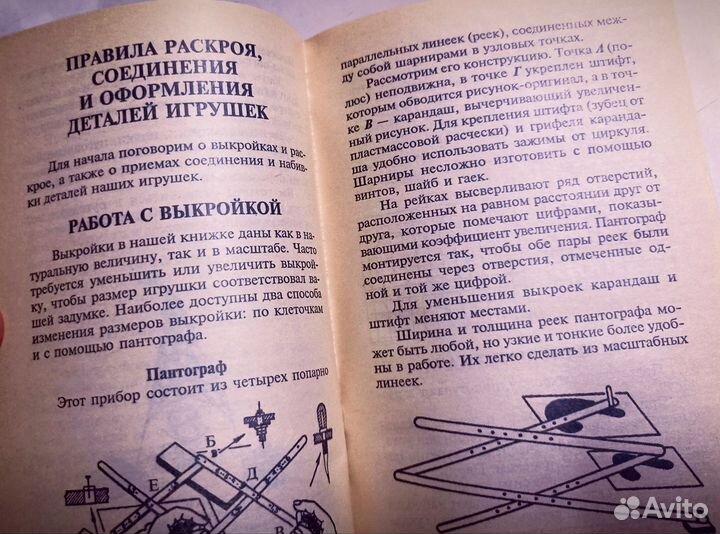 ПРАВИЛА РАСКРОЯ,
СОЕДИНЕНИЯ
И ОФОРМЛЕНИЯ
ДЕТАЛЕЙ ИГРУШЕК
Для начала поговорим о выкройках и рас-
крое, а также о приемах соединения и набив-
ки деталей наших игрушек.
РАБОТА С ВЫКРОЙКОЙ
Выкройки в нашей книжке даны как в на-
туральную величину, так и в масштабе. Часто
требуется уменьшить или увеличить выкрой-
ку, чтобы размер игрушки соответствовал ва-
шей задумке. Наиболее доступны два способа
изменения размеров выкройки: по клеточкам
и с помощью пантографа.
Пантограф
Этот прибор состоит из четырех попарно
Б
Е
Д
В
параллельных линеек (реек), соединенных меж-
ду собой шарнирами в узловых точках.
Рассмотрим его конструкцию. Точка А (по-
люс) неподвижна, в точке Г укреплен штифт,
которым обводится рисунок-оригинал, а в точ-
ке В — карандаш, вычерчивающий увеличен-
ный рисунок. Для крепления штифта (зубец от
пластмассовой расчески) и грифеля каранда-
ша удобно использовать зажимы от циркуля.
Шарниры несложно изготовить с помощью
винтов, шайб и гаек.
На рейках высверливают ряд отверстий,
расположенных на равном расстоянии друг от
друга, которые помечают цифрами, показы-
вающими коэффициент увеличения. Пантограф
монтируется так, чтобы обе пары реек были
соединены через отверстия, отмеченные од-
ной и той же цифрой.
Для уменьшения выкроек карандаш и
штифт меняют местами.
Ширина и толщина реек пантографа мо-
жет быть любой, но узкие и тонкие более удоб-
ны в работе. Их легко сделать из масштабных
линеек.
Avito